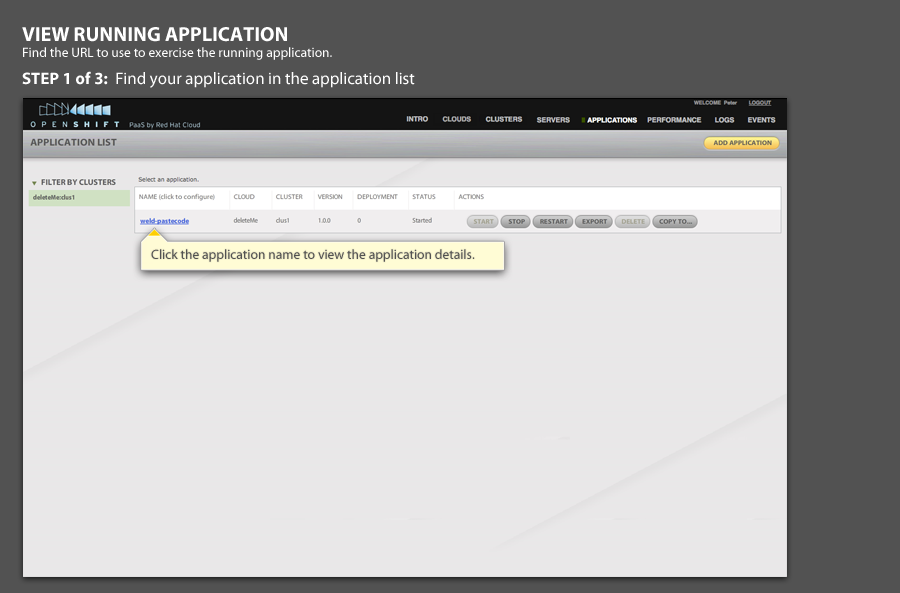 VIEW RUNNING APPLICATION
Find the URL to use to exercise the running application.
STEP 1 of 3: Find your application in the application list
WELCOME Peter LOGOUT
OPENSHIFT PaaS by Red Hat Cloud
INTRO CLOUDS CLUSTERS SERVERS APPLICATIONS PERFORMANCE LOGS EVENTS
APPLICATION LIST ADD APPLICATION
FILTER BY CLUSTERS
deleteMe:clus1
Select an application.
NAME (click to configure) CLOUD CLUSTER VERSION DEPLOYMENT STATUS ACTIONS
weld-pastecode deleteMe clus1 1.0.0 0 Started START STOP RESTART EXPORT DELETE COPY TO...
Click the application name to view the application details.